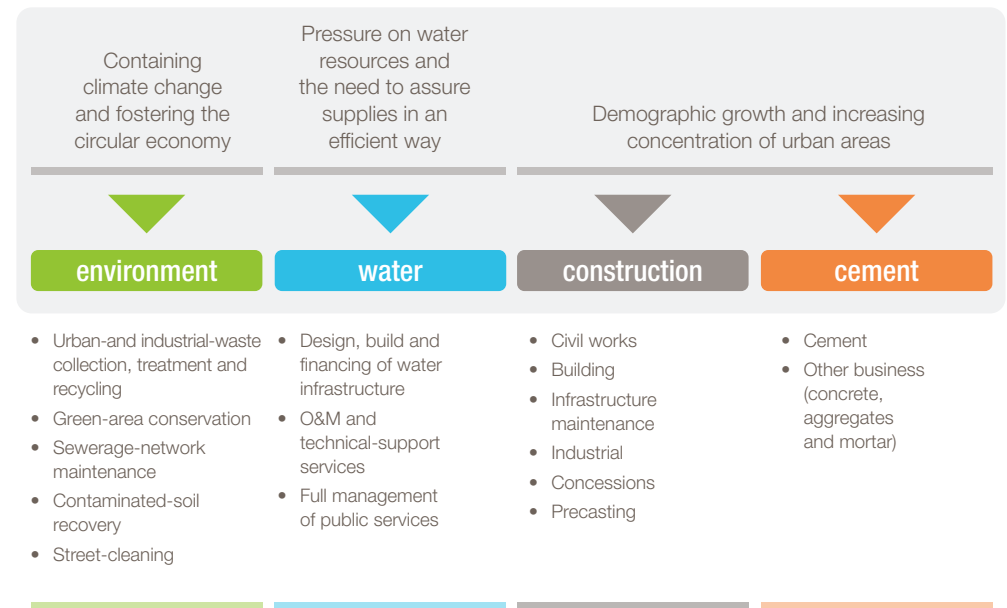 Containing
climate change
and fostering the
circular economy
Pressure on water
resources and
the need to assure
supplies in an
efficient way
Demographic growth and increasing
concentration of urban areas
environment
water
construction
cement
• Urban-and industrial-waste
collection, treatment and
recycling
• Green-area conservation
• Sewerage-network
maintenance
• Contaminated-soil
recovery
• Street-cleaning
• Design, build and
financing of water
infrastructure
• O&M and
technical-support
services
• Full management
of public services
• Civil works
• Building
• Infrastructure
maintenance
• Industrial
• Concessions
• Precasting
• Cement
• Other business
(concrete,
aggregates
and mortar)